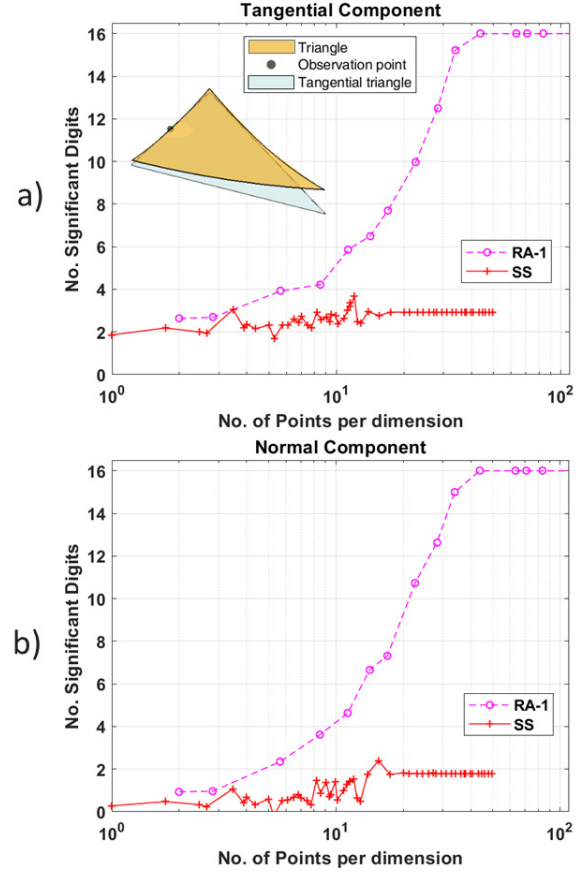 Tangential Component
a)
No. Significant Digits
16
14
12
10
8
6
4
2
0
Triangle
Observation point
Tangential triangle
RA-1
SS
10^0
10^1
10^2
No. of Points per dimension
Normal Component
b)
No. Significant Digits
16
14
12
10
8
6
4
2
0
RA-1
SS
10^0
10^1
10^2
No. of Points per dimension